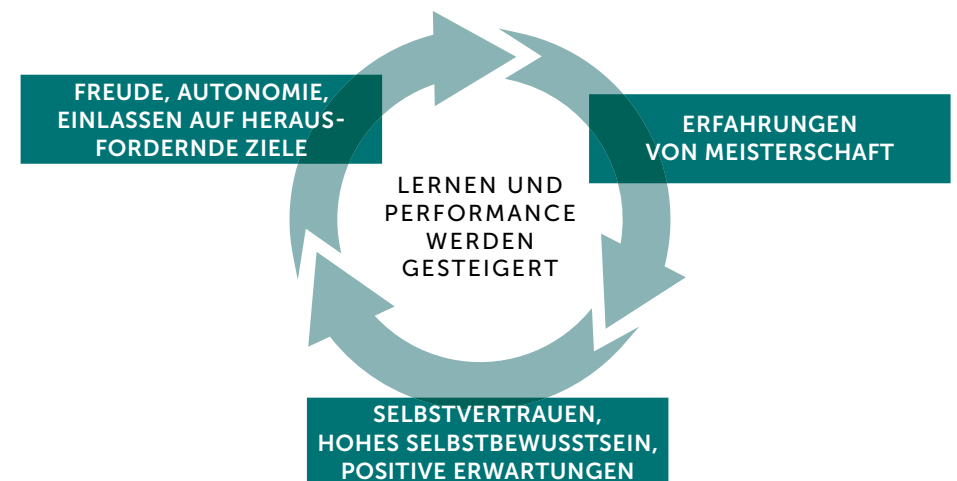 FREUDE, AUTONOMIE,
EINLASSEN AUF HERAUS-
FORDERNDE ZIELE
ERFAHRUNGEN
VON MEISTERSCHAFT
LERNEN UND
PERFORMANCE
WERDEN
GESTEIGERT
SELBSTVERTRAUEN,
HOHES SELBSTBEWUSSTSEIN,
POSITIVE ERWARTUNGEN